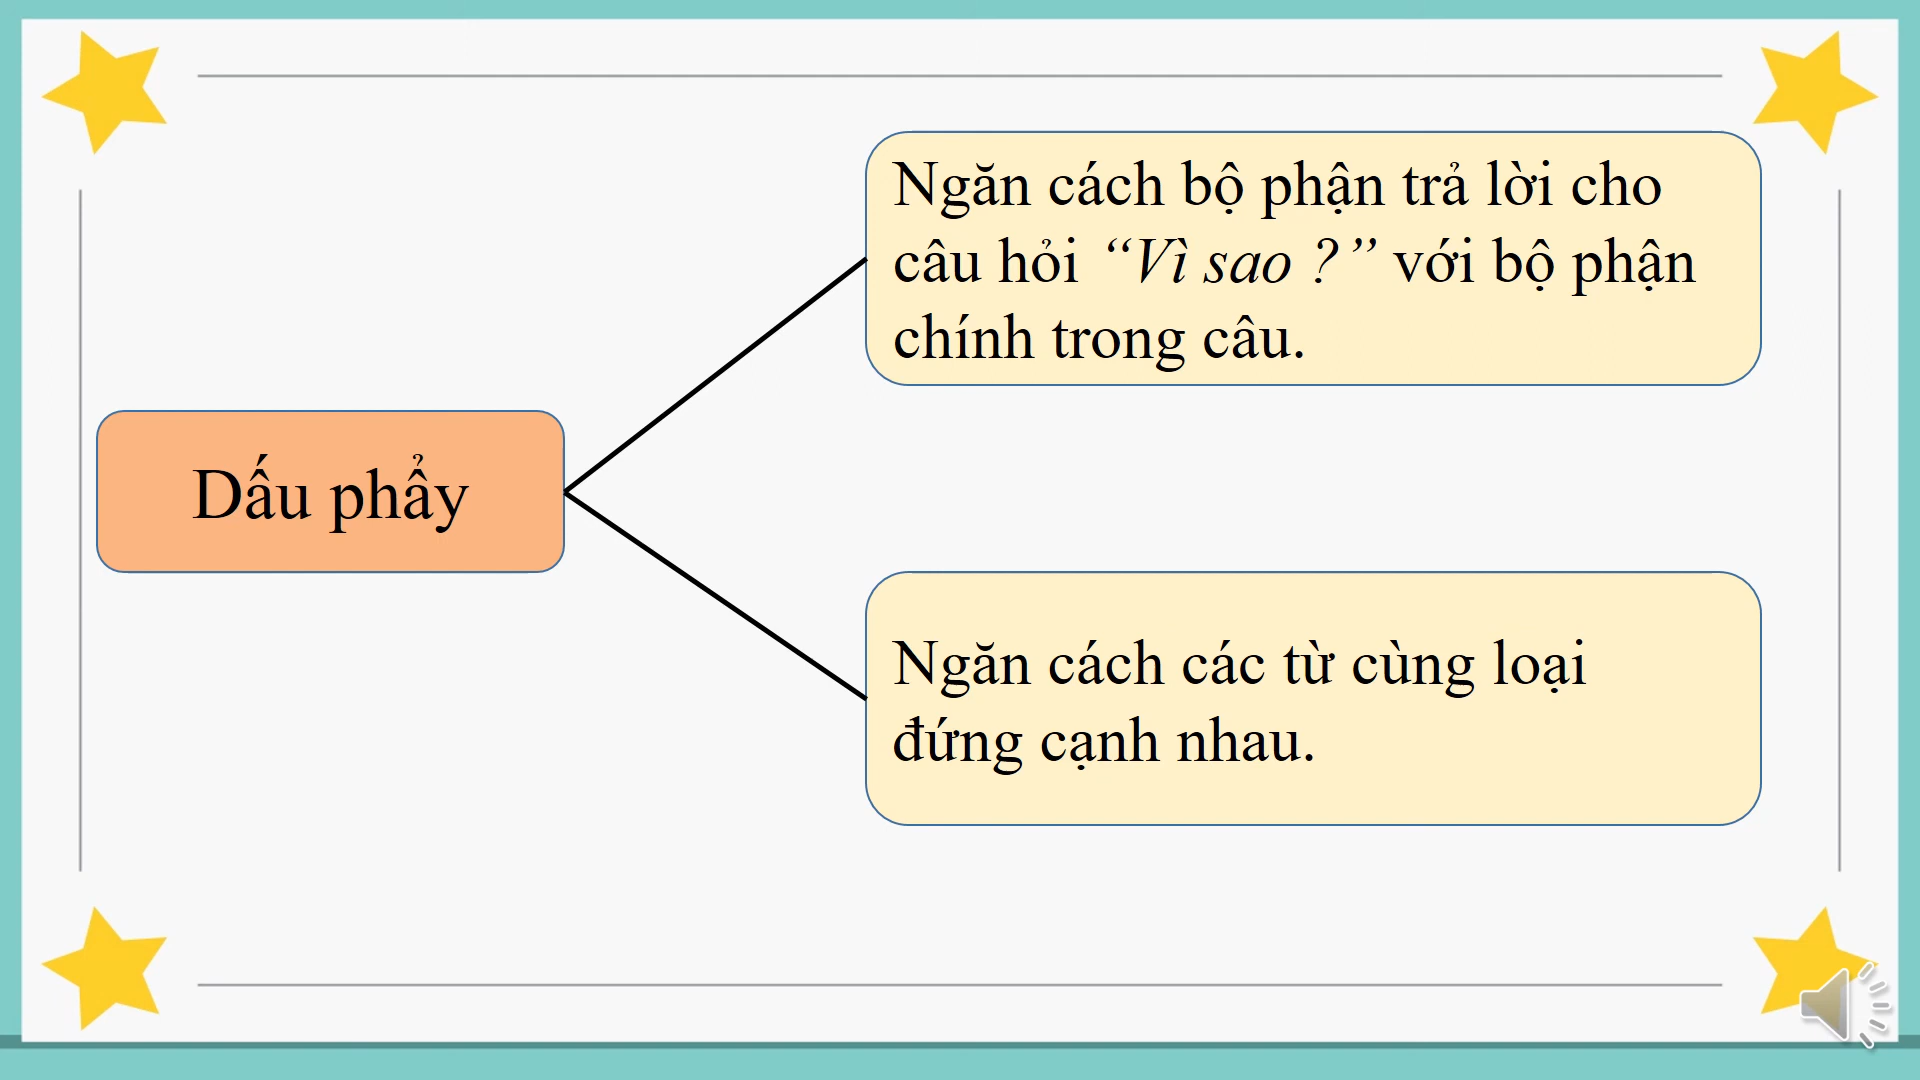 Ngăn cách bộ phận trả lời cho
câu hỏi “Vì sao ?” với bộ phận
chính trong câu.
Dấu phẩy
Ngăn cách các từ cùng loại
đứng cạnh nhau.